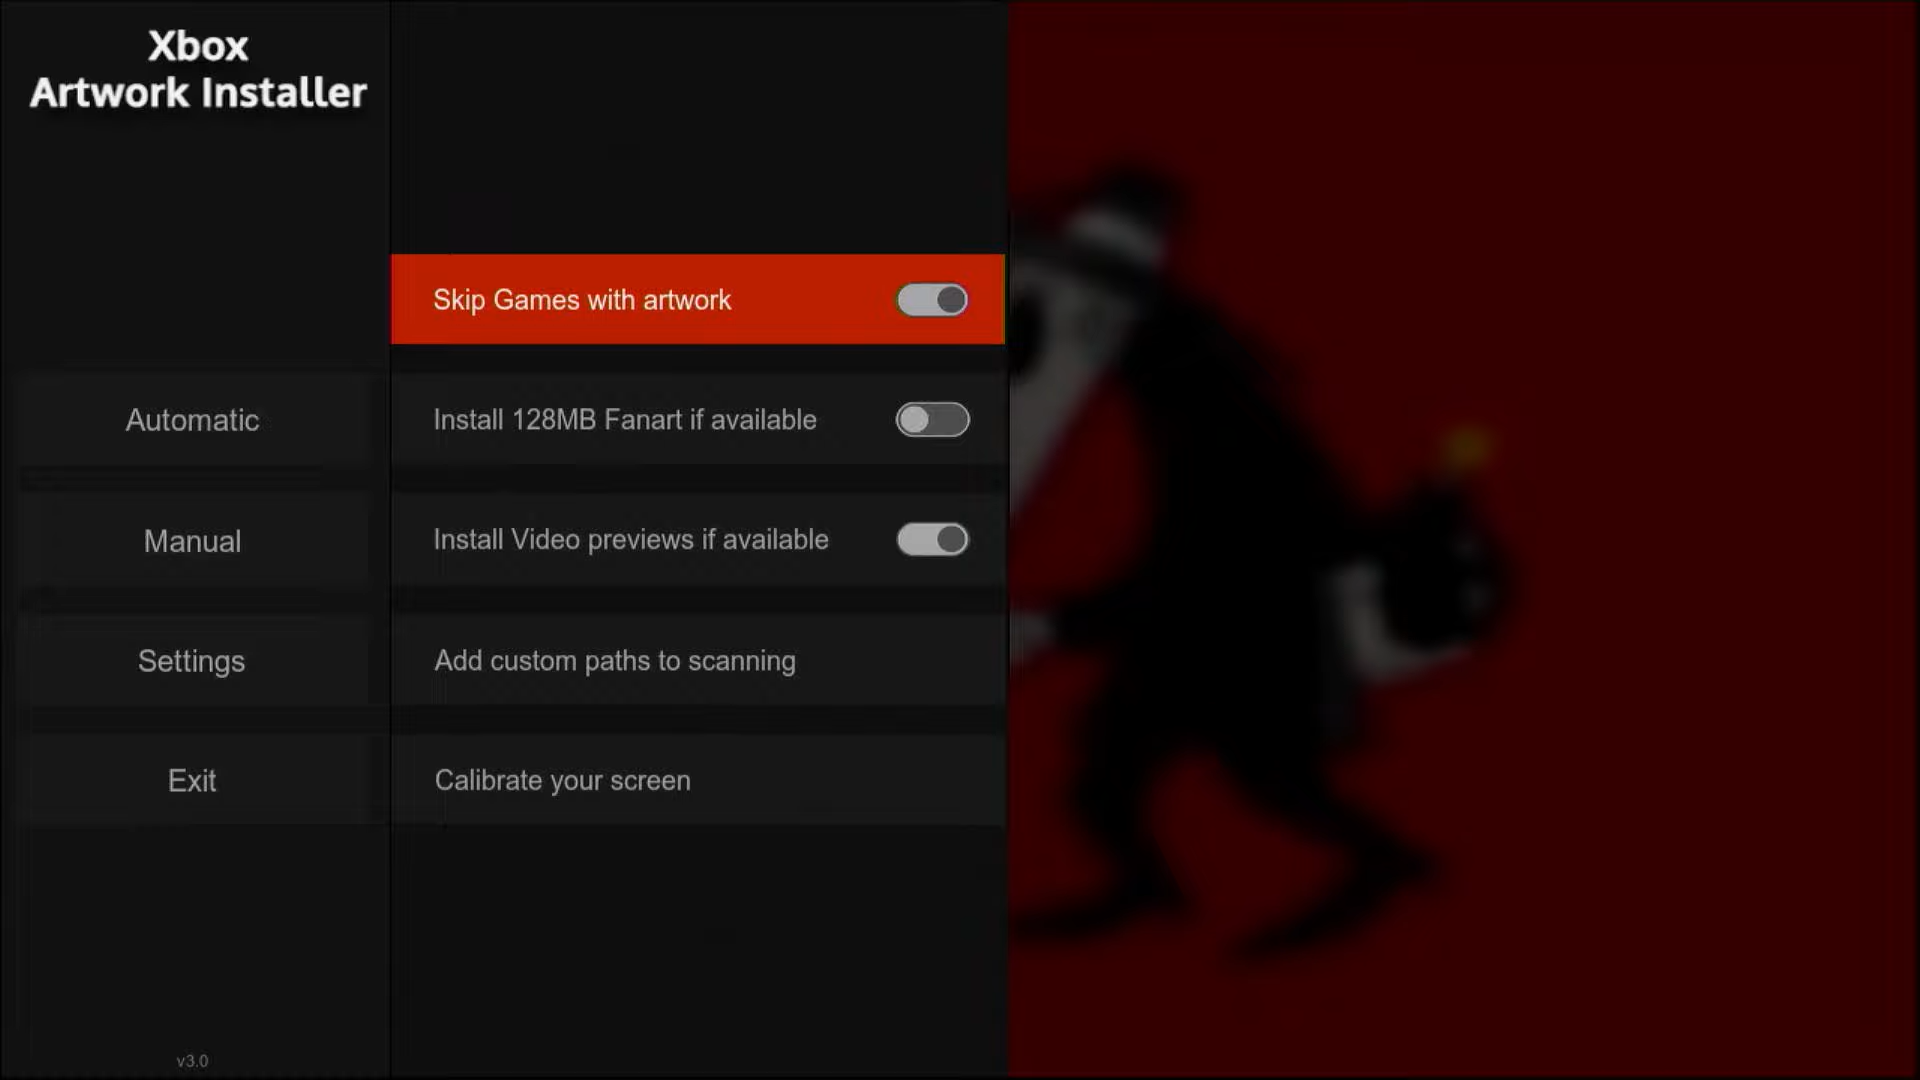 Xbox
Artwork Installer
Automatic
Manual
Settings
Exit
v3.0
Skip Games with artwork
Install 128MB Fanart if available
Install Video previews if available
Add custom paths to scanning
Calibrate your screen